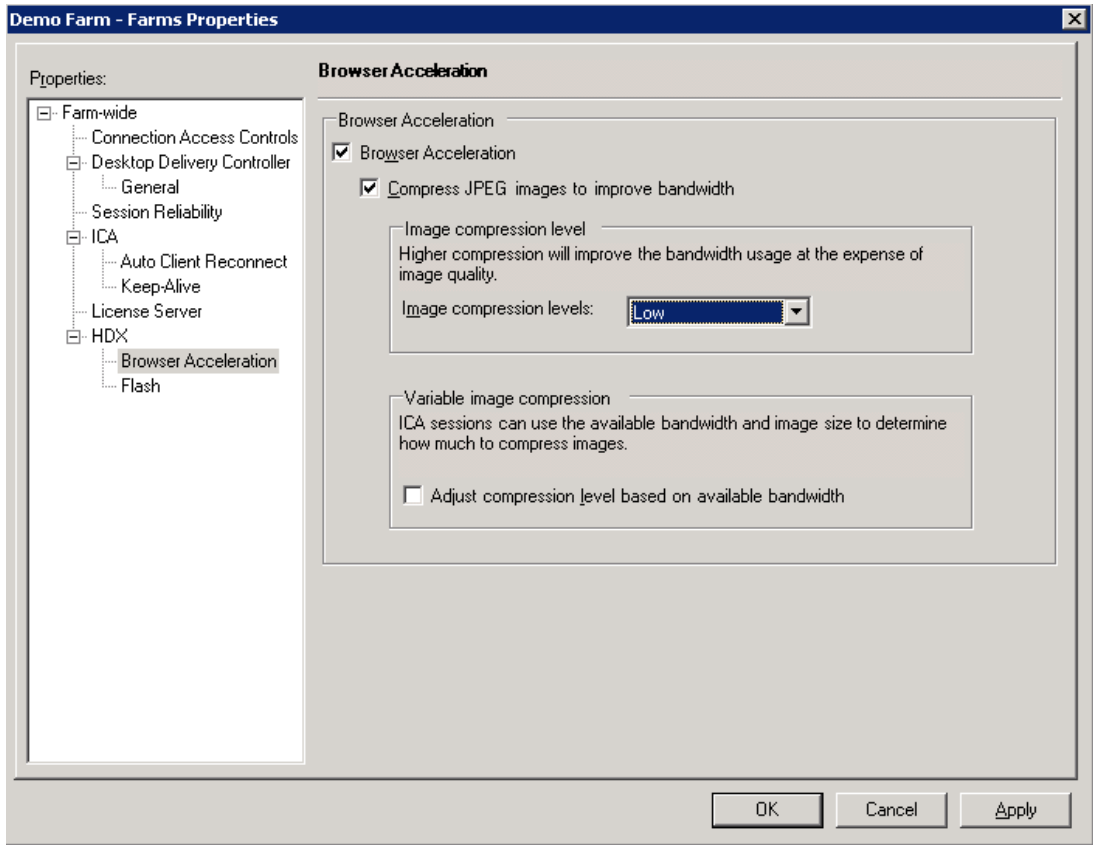 Demo Farm - Farms Properties
Properties:
Farm-wide
Connection Access Controls
Desktop Delivery Controller
General
Session Reliability
ICA
Auto Client Reconnect
Keep-Alive
License Server
HDX
Browser Acceleration
Flash
Browser Acceleration
Browser Acceleration
Browser Acceleration
Compress JPEG images to improve bandwidth
Image compression level
Higher compression will improve the bandwidth usage at the expense of
image quality.
Image compression levels:
Low
Variable image compression
ICA sessions can use the available bandwidth and image size to determine
how much to compress images.
Adjust compression level based on available bandwidth
OK
Cancel
Apply